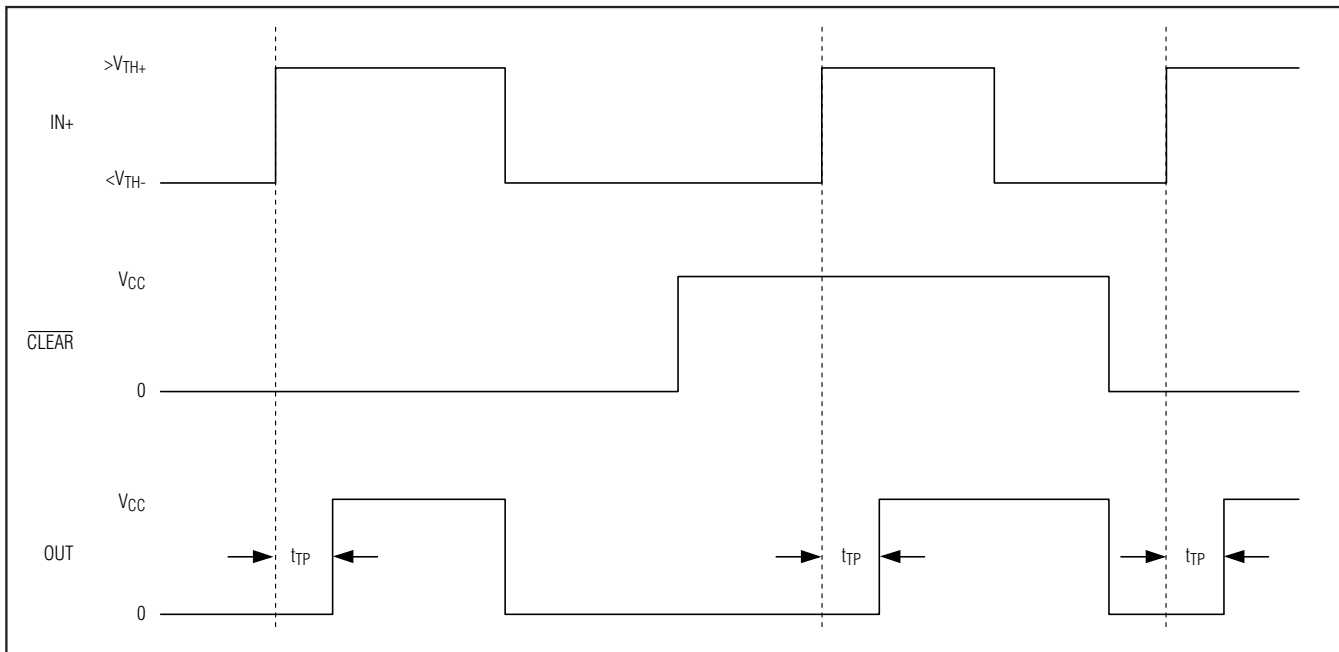 >VTH+
IN+
<VTH-
VCC
CLEAR
0
VCC
OUT
tTP
tTP
tTP
0